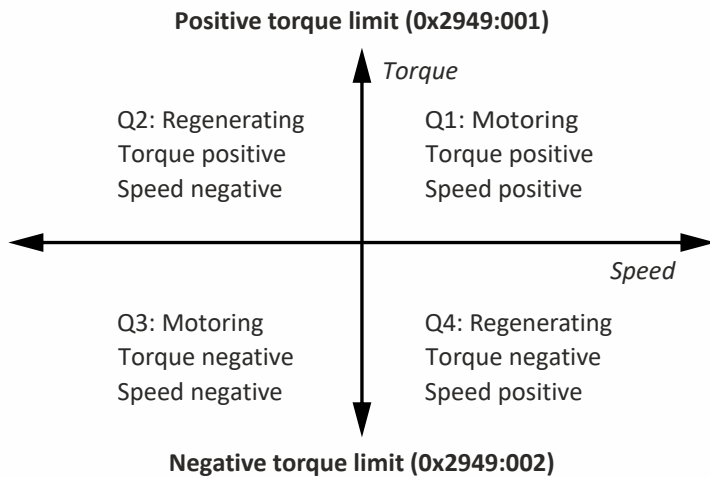 Positive torque limit (0x2949:001)
Torque
Q2: Regenerating
Torque positive
Speed negative
Q1: Motoring
Torque positive
Speed positive
Speed
Q3: Motoring
Torque negative
Speed negative
Q4: Regenerating
Torque negative
Speed positive
Negative torque limit (0x2949:002)